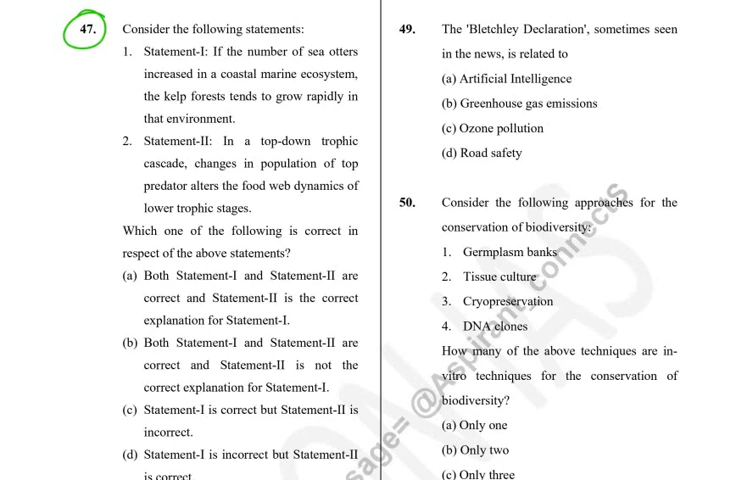 47. Consider the following statements:
1. Statement-I: If the number of sea otters
increased in a coastal marine ecosystem,
the kelp forests tends to grow rapidly in
that environment.
2. Statement-II: In a top-down trophic
cascade, changes in population of top
predator alters the food web dynamics of
lower trophic stages.
Which one of the following is correct in
respect of the above statements?
(a) Both Statement-I and Statement-II are
correct and Statement-II is the correct
explanation for Statement-I.
(b) Both Statement-I and Statement-II are
correct and Statement-II is not the
correct explanation for Statement-I.
(c) Statement-I is correct but Statement-II is
incorrect.
(d) Statement-I is incorrect but Statement-II
is correct
49. The 'Bletchley Declaration', sometimes seen
in the news, is related to
(a) Artificial Intelligence
(b) Greenhouse gas emissions
(c) Ozone pollution
(d) Road safety
50. Consider the following approaches for the
conservation of biodiversity:
1. Germplasm banks
2. Tissue culture
3. Cryopreservation
4. DNA clones
How many of the above techniques are in-
vitro techniques for the conservation of
biodiversity?
(a) Only one
(b) Only two
(c) Only three
sage= @Aspirant_connects